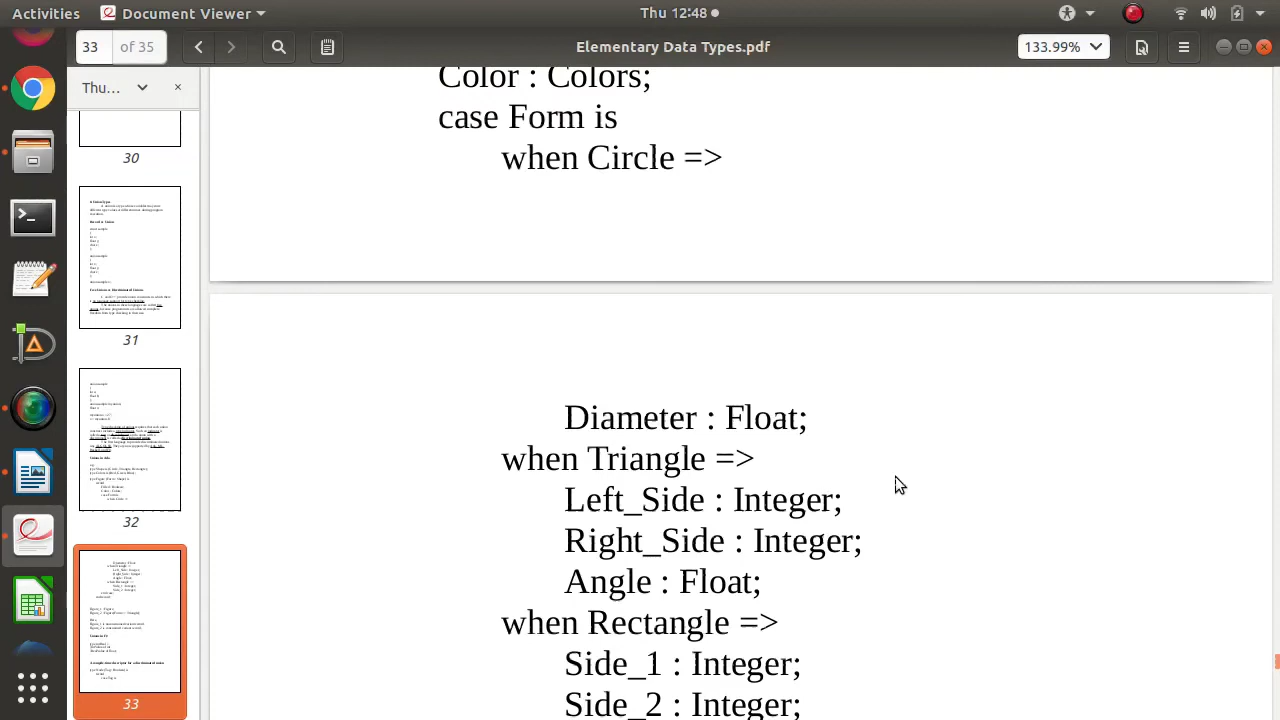 Activities
Document Viewer
Thu 12:48
33
of 35
Elementary Data Types.pdf
133.99%
Thu...
30
31
32
33
Color : Colors;
case Form is
when Circle =>
Diameter : Float;
when Triangle =>
Left_Side : Integer;
Right_Side : Integer;
Angle : Float;
when Rectangle =>
Side_1 : Integer;
Side_2 : Integer;